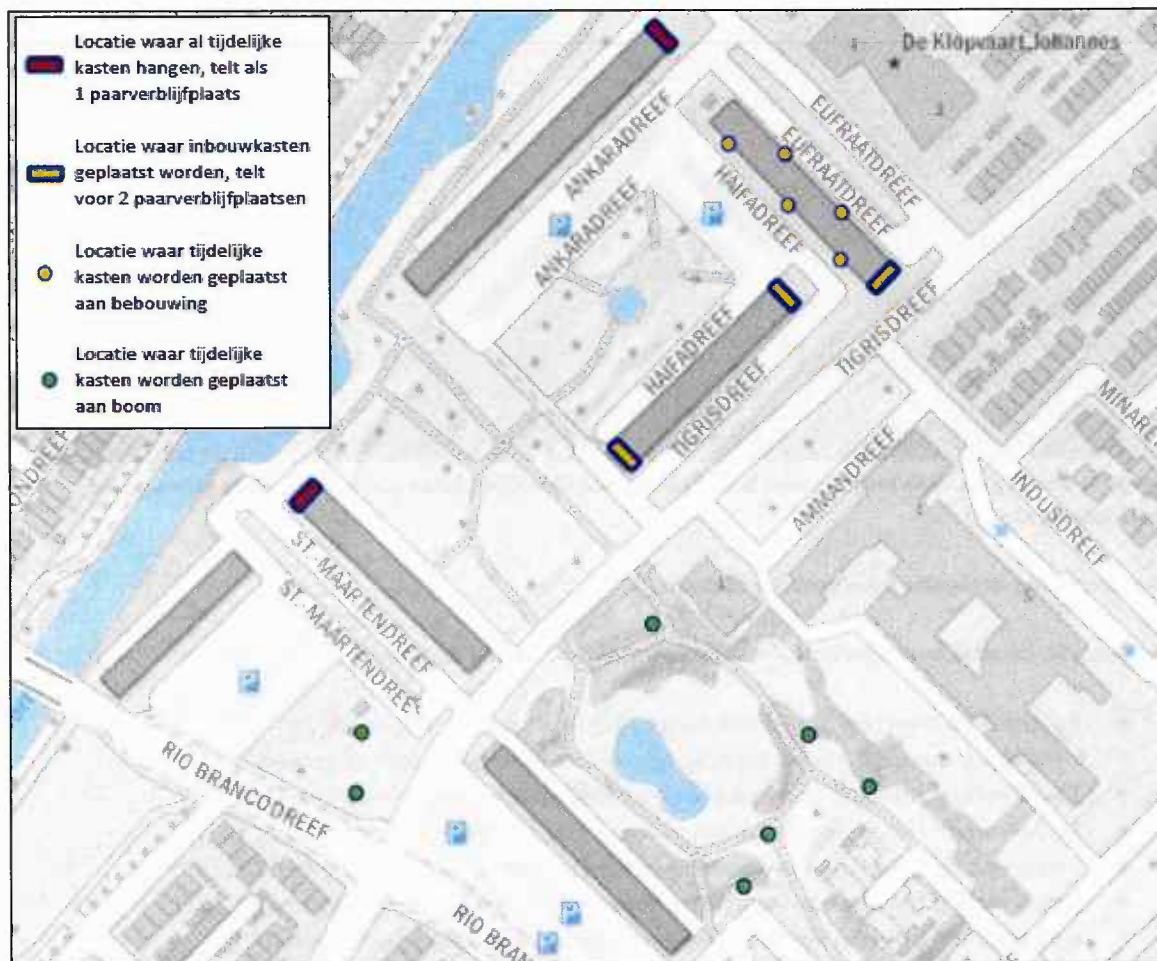 Locatie waar al tijdelijke
kasten hangen, telt als
1 paarverblijfplaats
Locatie waar inbouwkasten
geplaatst worden, telt
voor 2 paarverblijfplaatsen
Locatie waar tijdelijke
kasten worden geplaatst
aan bebouwing
Locatie waar tijdelijke
kasten worden geplaatst
aan boom
De Klopvaart Johannes
EUFRAATDREEF
EUFRAATDREEF
ANKARADREEF
ANKARADREEF
HAIFADREEF
HAIFADREEF
TIGRISDREEF
TIGRISDREEF
AMMANDREEF
INDUSDREEF
MINARE
ONDREEF
ST.-MAARTENDREEF
ST.-MAARTENDREE
RIO BRANCODREEF
RIO BRAN